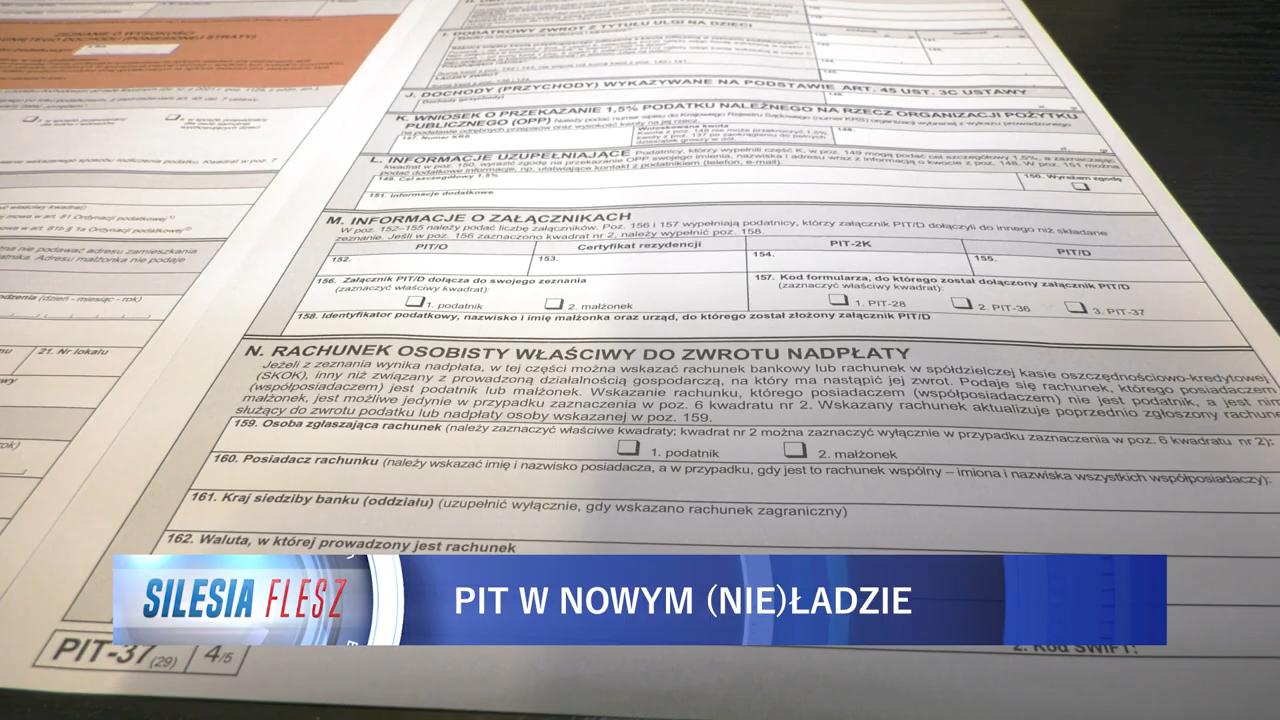 ZEZNANIE O WYSOKOŚCI
I. DODATKOWY ZWROT Z TYTUŁU ULGI NA DZIECI
J. DOCHODY (PRZYCHODY) WYKAZYWANE NA PODSTAWIE ART. 45 UST. 3C USTAWY
Dochody (przychody)
K. WNIOSEK O PRZEKAZANIE 1,5% PODATKU NALEŻNEGO NA RZECZ ORGANIZACJI POŻYTKU
PUBLICZNEGO (OPP) Należy podać numer wpisu do Krajowego Rejestru Sądowego (numer KRS) organizacji wybranej z wykazu prowadzonego
na podstawie odrębnych przepisów oraz wysokość kwoty na jej rzecz.
147. Numer KRS
Wnioskowana kwota
Kwota z poz. 148 nie może przekroczyć 1,5%
kwoty z poz. 137 po zaokrągleniu do pełnych
dziesiątek groszy w dół.
148.
L. INFORMACJE UZUPEŁNIAJĄCE Podatnicy, którzy wypełnili część K, w poz. 149 mogą podać cel szczegółowy 1,5%, a zaznaczając
kwadrat w poz. 150, wyrazić zgodę na przekazanie OPP swojego imienia, nazwiska i adresu wraz z informacją o kwocie z poz. 148. W poz. 151 można
podać dodatkowe informacje, np. ułatwiające kontakt z podatnikiem (telefon, e-mail).
149. Cel szczegółowy 1,5%
150. Wyrażam zgodę
151. Informacje dodatkowe
M. INFORMACJE O ZAŁĄCZNIKACH
W poz. 152–155 należy podać liczbę załączników. Poz. 156 i 157 wypełniają podatnicy, którzy załącznik PIT/D dołączyli do innego niż składane
zeznanie. Jeśli w poz. 156 zaznaczono kwadrat nr 2, należy wypełnić poz. 158.
PIT/O
Certyfikat rezydencji
PIT-2K
PIT/D
152.
153.
154.
155.
156. Załącznik PIT/D dołącza do swojego zeznania
(zaznaczyć właściwy kwadrat):
1. podatnik
2. małżonek
157. Kod formularza, do którego został dołączony załącznik PIT/D
(zaznaczyć właściwy kwadrat):
1. PIT-28
2. PIT-36
3. PIT-37
158. Identyfikator podatkowy, nazwisko i imię małżonka oraz urząd, do którego został złożony załącznik PIT/D
N. RACHUNEK OSOBISTY WŁAŚCIWY DO ZWROTU NADPŁATY
Jeżeli z zeznania wynika nadpłata, w tej części można wskazać rachunek bankowy lub rachunek w spółdzielczej kasie oszczędnościowo-kredytowej
(SKOK), inny niż związany z prowadzoną działalnością gospodarczą, na który ma nastąpić jej zwrot. Podaje się rachunek, którego posiadaczem
(współposiadaczem) jest podatnik lub małżonek. Wskazanie rachunku, którego posiadaczem (współposiadaczem) nie jest podatnik, a jest nim
małżonek, jest możliwe jedynie w przypadku zaznaczenia w poz. 6 kwadratu nr 2. Wskazany rachunek aktualizuje poprzednio zgłoszony rachunek
służący do zwrotu podatku lub nadpłaty osoby wskazanej w poz. 159.
159. Osoba zgłaszająca rachunek (należy zaznaczyć właściwe kwadraty; kwadrat nr 2 można zaznaczyć wyłącznie w przypadku zaznaczenia w poz. 6 kwadratu nr 2):
1. podatnik
2. małżonek
160. Posiadacz rachunku (należy wskazać imię i nazwisko posiadacza, a w przypadku, gdy jest to rachunek wspólny – imiona i nazwiska wszystkich współposiadaczy):
161. Kraj siedziby banku (oddziału) (uzupełnić wyłącznie, gdy wskazano rachunek zagraniczny)
162. Waluta, w której prowadzony jest rachunek
21. Nr lokalu
SILESIA FLESZ
PIT W NOWYM (NIE)ŁADZIE
PIT-37(29) 4/5